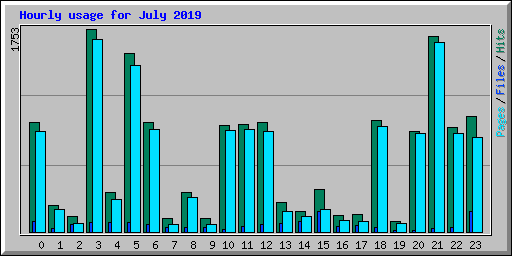 Hourly usage for July 2019
1753
Pages/Files/Hits
0 1 2 3 4 5 6 7 8 9 10 11 12 13 14 15 16 17 18 19 20 21 22 23